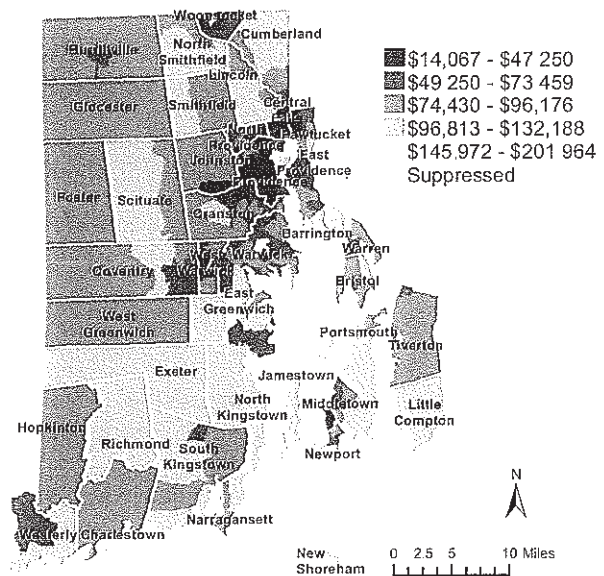 Woonsocket
Cumberland
Burrillville
North
Smithfield
Lincoln
$14,067 - $47 250
$49 250 - $73 459
$74,430 - $96,176
$96,813 - $132,188
$145,972 - $201 964
Suppressed
Glocester
Smithfield
Central
Falls
North
Providence
Pawtucket
Johnston
East
Providence
Providence
Foster
Scituate
Cranston
Barrington
Warren
Coventry
West
Warwick
Warwick
Bristol
East
Greenwich
West
Greenwich
Portsmouth
Tiverton
Exeter
Jamestown
North
Kingstown
Middletown
Little
Compton
Hopkinton
Richmond
South
Kingstown
Newport
Narragansett
Westerly
Charlestown
N
New
Shoreham
0 2.5 5 10 Miles